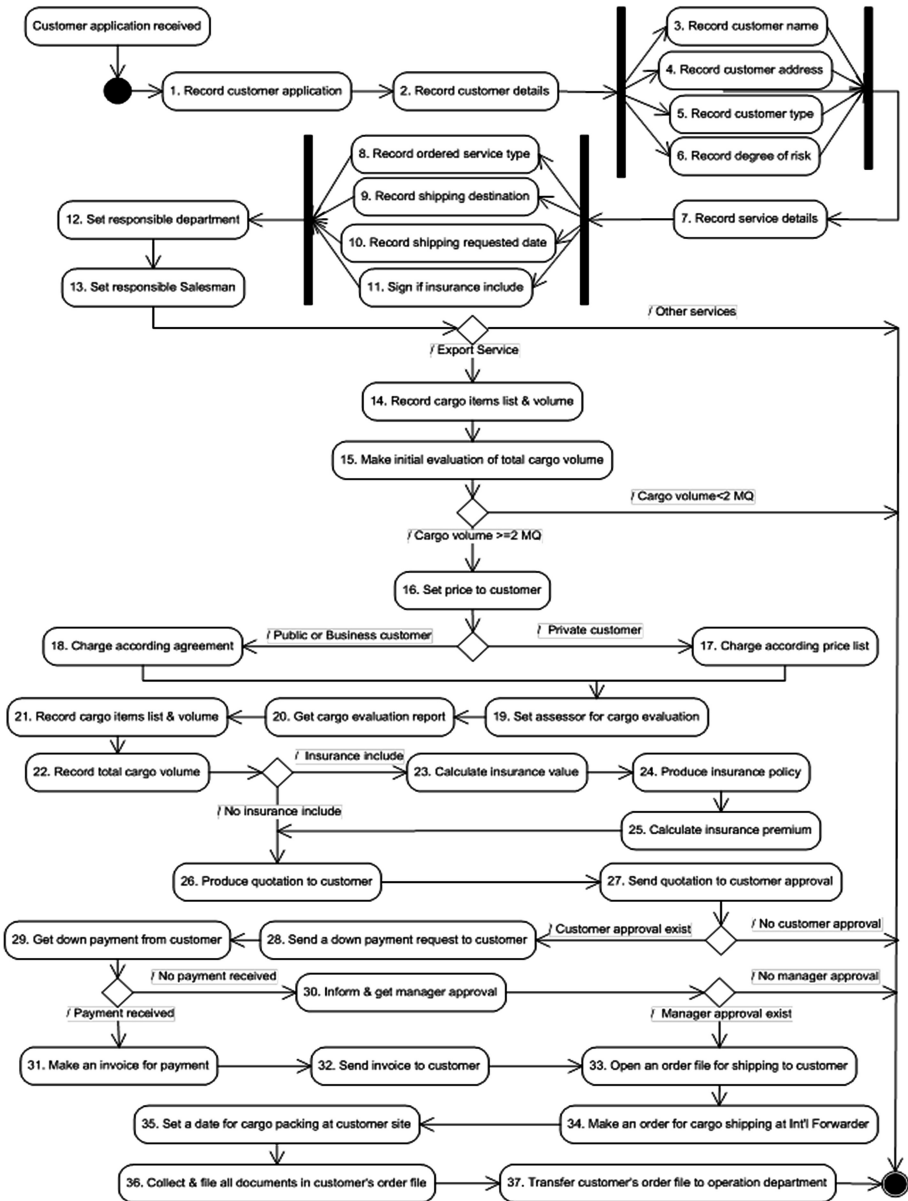 Customer application received
1. Record customer application
2. Record customer details
3. Record customer name
4. Record customer address
5. Record customer type
6. Record degree of risk
7. Record service details
8. Record ordered service type
9. Record shipping destination
10. Record shipping requested date
11. Sign if insurance include
12. Set responsible department
13. Set responsible Salesman
/ Other services
/ Export Service
14. Record cargo items list & volume
15. Make initial evaluation of total cargo volume
/ Cargo volume<2 MQ
/ Cargo volume >=2 MQ
16. Set price to customer
/ Public or Business customer
/ Private customer
18. Charge according agreement
17. Charge according price list
21. Record cargo items list & volume
20. Get cargo evaluation report
19. Set assessor for cargo evaluation
22. Record total cargo volume
/ Insurance include
23. Calculate insurance value
24. Produce insurance policy
/ No insurance include
25. Calculate insurance premium
26. Produce quotation to customer
27. Send quotation to customer approval
/ Customer approval exist
/ No customer approval
29. Get down payment from customer
28. Send a down payment request to customer
/ No payment received
30. Inform & get manager approval
/ No manager approval
/ Payment received
/ Manager approval exist
31. Make an invoice for payment
32. Send invoice to customer
33. Open an order file for shipping to customer
35. Set a date for cargo packing at customer site
34. Make an order for cargo shipping at Int'l Forwarder
36. Collect & file all documents in customer's order file
37. Transfer customer's order file to operation department